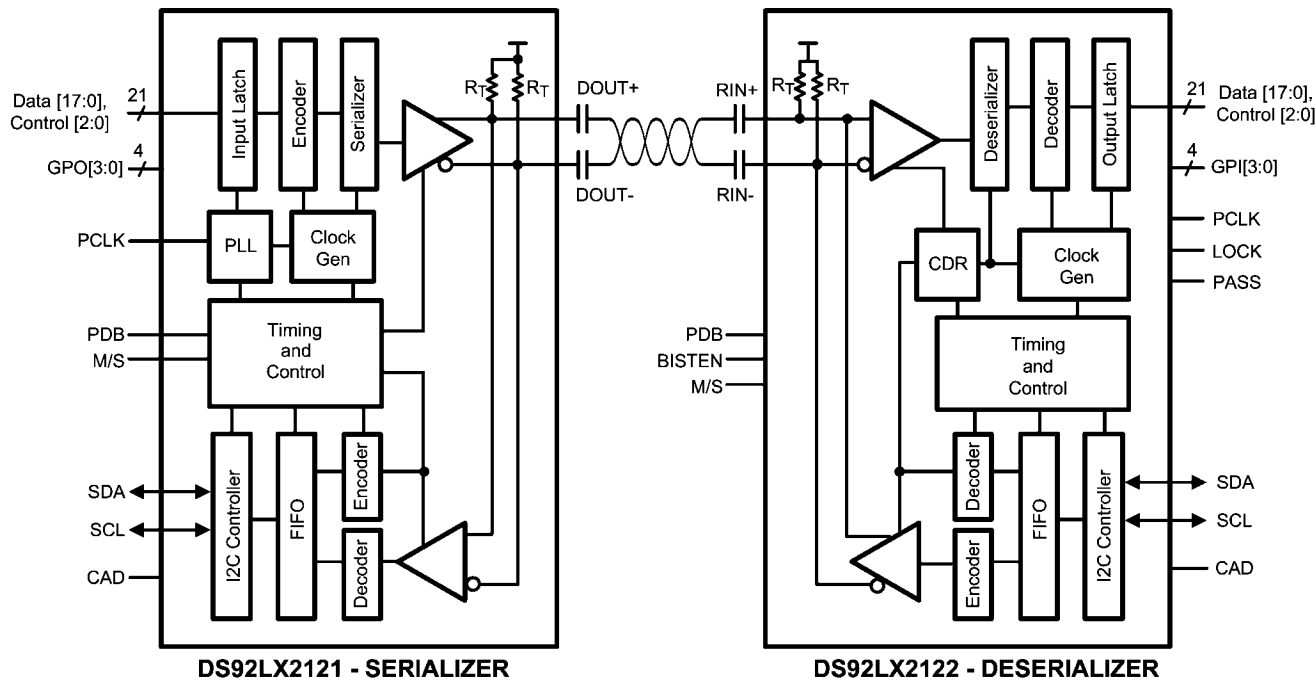 Data [17:0],
Control [2:0]
21
GPO[3:0]
4
PCLK
PDB
M/S
SDA
SCL
CAD
Input Latch
Encoder
Serializer
PLL
Clock
Gen
Timing
and
Control
I2C Controller
FIFO
Encoder
Decoder
RT
RT
DOUT+
DOUT-
RIN+
RIN-
RT
RT
Deserializer
Decoder
Output Latch
CDR
Clock
Gen
Timing
and
Control
Decoder
Encoder
FIFO
I2C Controller
PDB
BISTEN
M/S
21
Data [17:0],
Control [2:0]
4
GPI[3:0]
PCLK
LOCK
PASS
SDA
SCL
CAD
DS92LX2121 - SERIALIZER
DS92LX2122 - DESERIALIZER